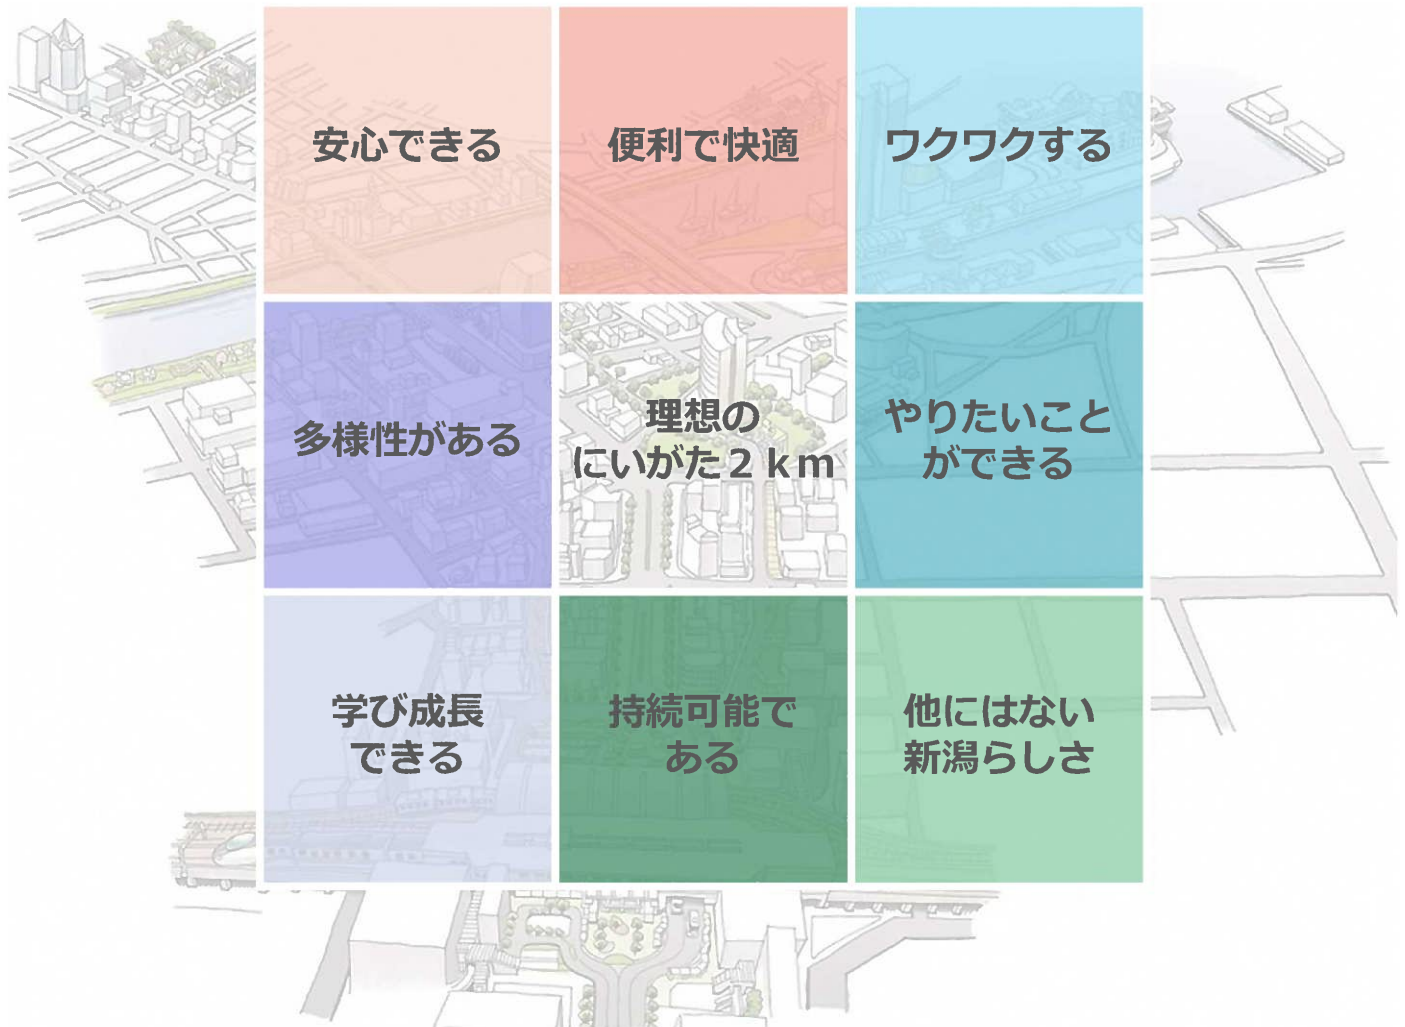 安心できる
便利で快適
ワクワクする
多様性がある
理想の
にいがた２ｋｍ
やりたいこと
ができる
学び成長
できる
持続可能で
ある
他にはない
新潟らしさ